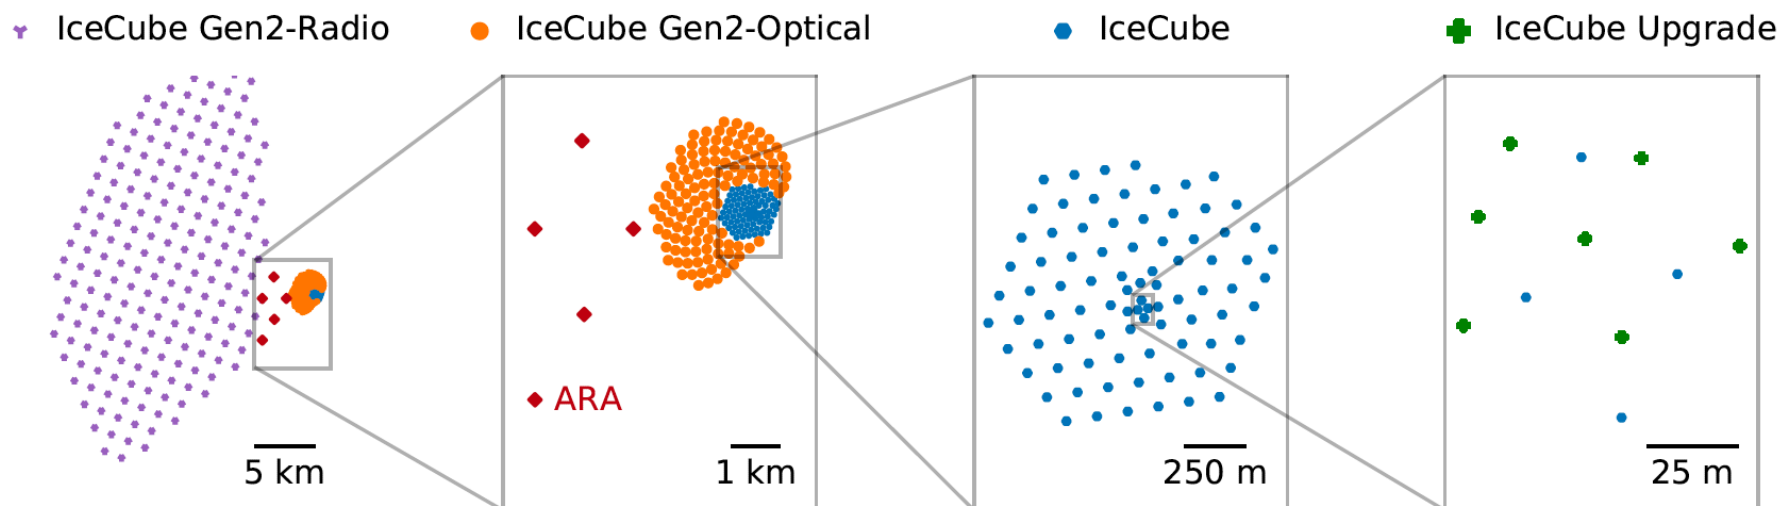 IceCube Gen2-Radio
IceCube Gen2-Optical
IceCube
IceCube Upgrade
ARA
5 km
1 km
250 m
25 m